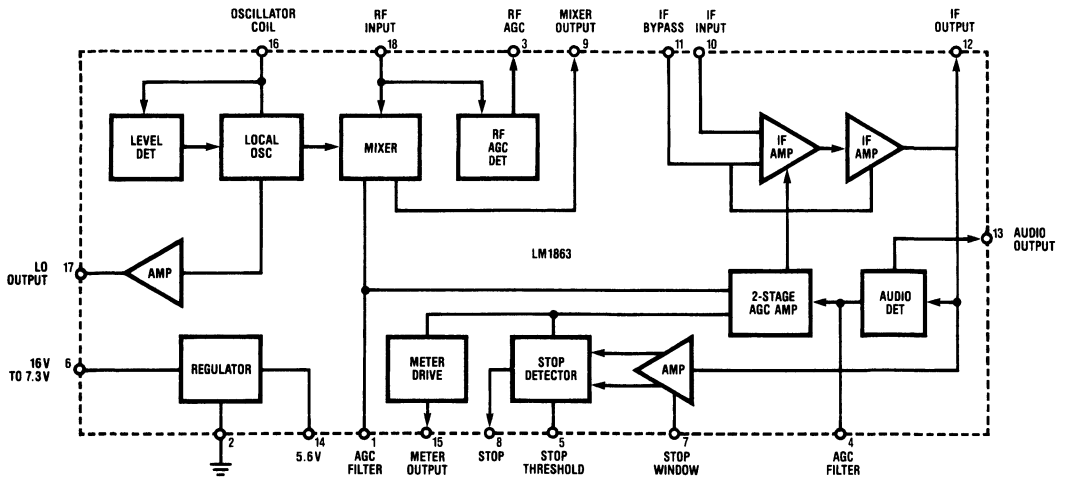 OSCILLATOR
COIL
16
RF
INPUT
18
RF
AGC
3
MIXER
OUTPUT
9
IF
BYPASS
11
IF
INPUT
10
IF
OUTPUT
12
LEVEL
DET
LOCAL
OSC
MIXER
RF
AGC
DET
IF
AMP
IF
AMP
LO
OUTPUT
17
AMP
LM1863
13
AUDIO
OUTPUT
2-STAGE
AGC AMP
AUDIO
DET
16V
TO 7.3V
6
REGULATOR
METER
DRIVE
STOP
DETECTOR
AMP
2
14
5.6V
1
AGC
FILTER
15
METER
OUTPUT
8
STOP
5
STOP
THRESHOLD
7
STOP
WINDOW
4
AGC
FILTER